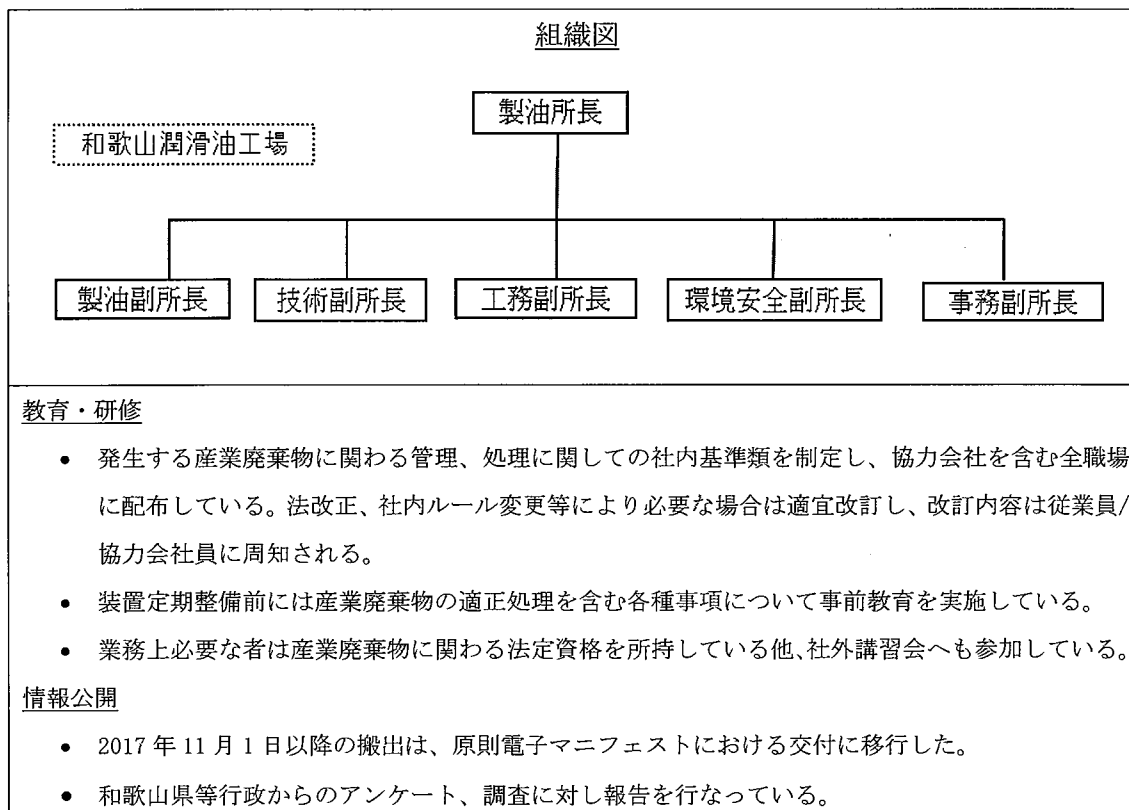 組織図
製油所長
和歌山潤滑油工場
製油副所長 技術副所長 工務副所長 環境安全副所長 事務副所長
教育・研修
• 発生する産業廃棄物に関わる管理、処理に関しての社内基準類を制定し、協力会社を含む全職場
に配布している。法改正、社内ルール変更等により必要な場合は適宜改訂し、改訂内容は従業員/
協力会社員に周知される。
• 装置定期整備前には産業廃棄物の適正処理を含む各種事項について事前教育を実施している。
• 業務上必要な者は産業廃棄物に関わる法定資格を所持している他、社外講習会へも参加している。
情報公開
• 2017年11月1日以降の搬出は、原則電子マニフェストにおける交付に移行した。
• 和歌山県等行政からのアンケート、調査に対し報告を行なっている。